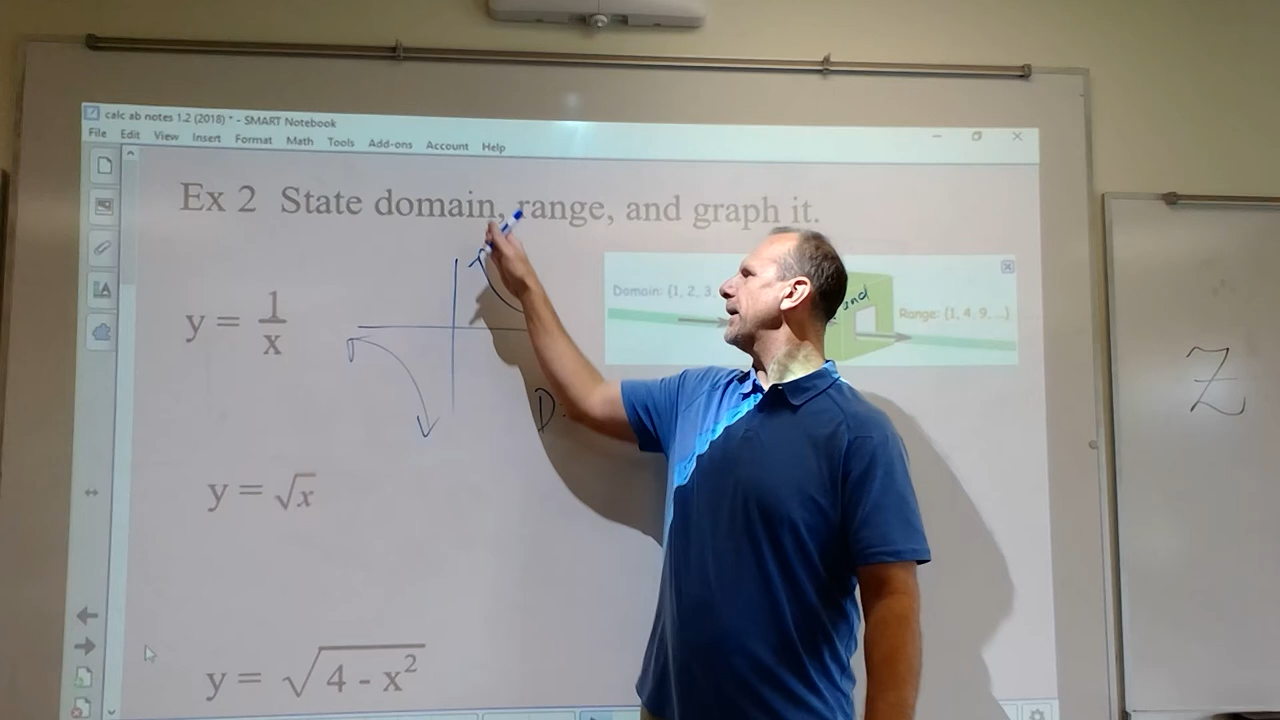 calc ab notes 1.2 (2018) * - SMART Notebook
File Edit View Insert Format Math Tools Add-ons Account Help
Ex 2 State domain, range, and graph it.
Domain: {1, 2, 3
and
Range: {1, 4, 9, ...}
y = 1/x
D:
y = √x
y = √(4 - x²)
Z